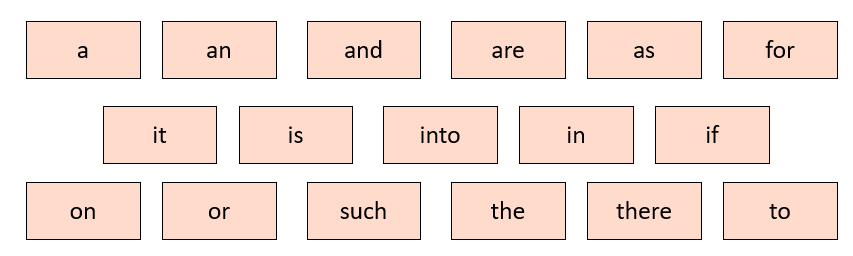 a an and are as for
it is into in if
on or such the there to